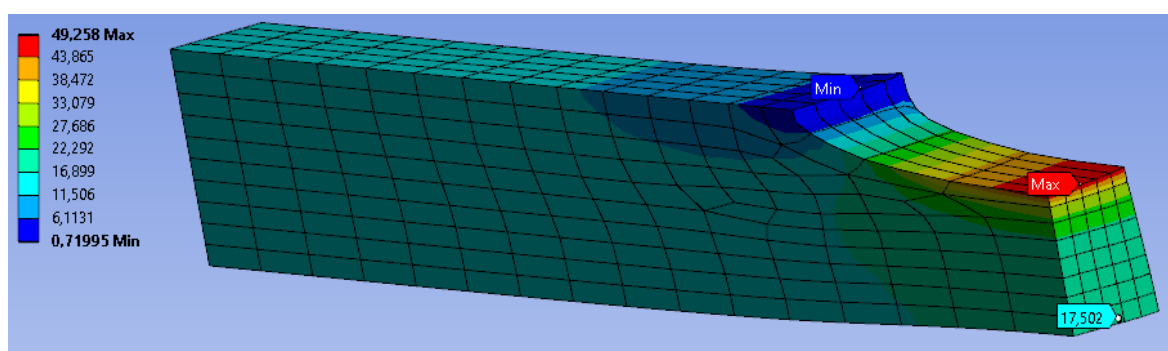 49,258 Max
43,865
38,472
33,079
27,686
22,292
16,899
11,506
6,1131
0,71995 Min
Min
Max
17,502